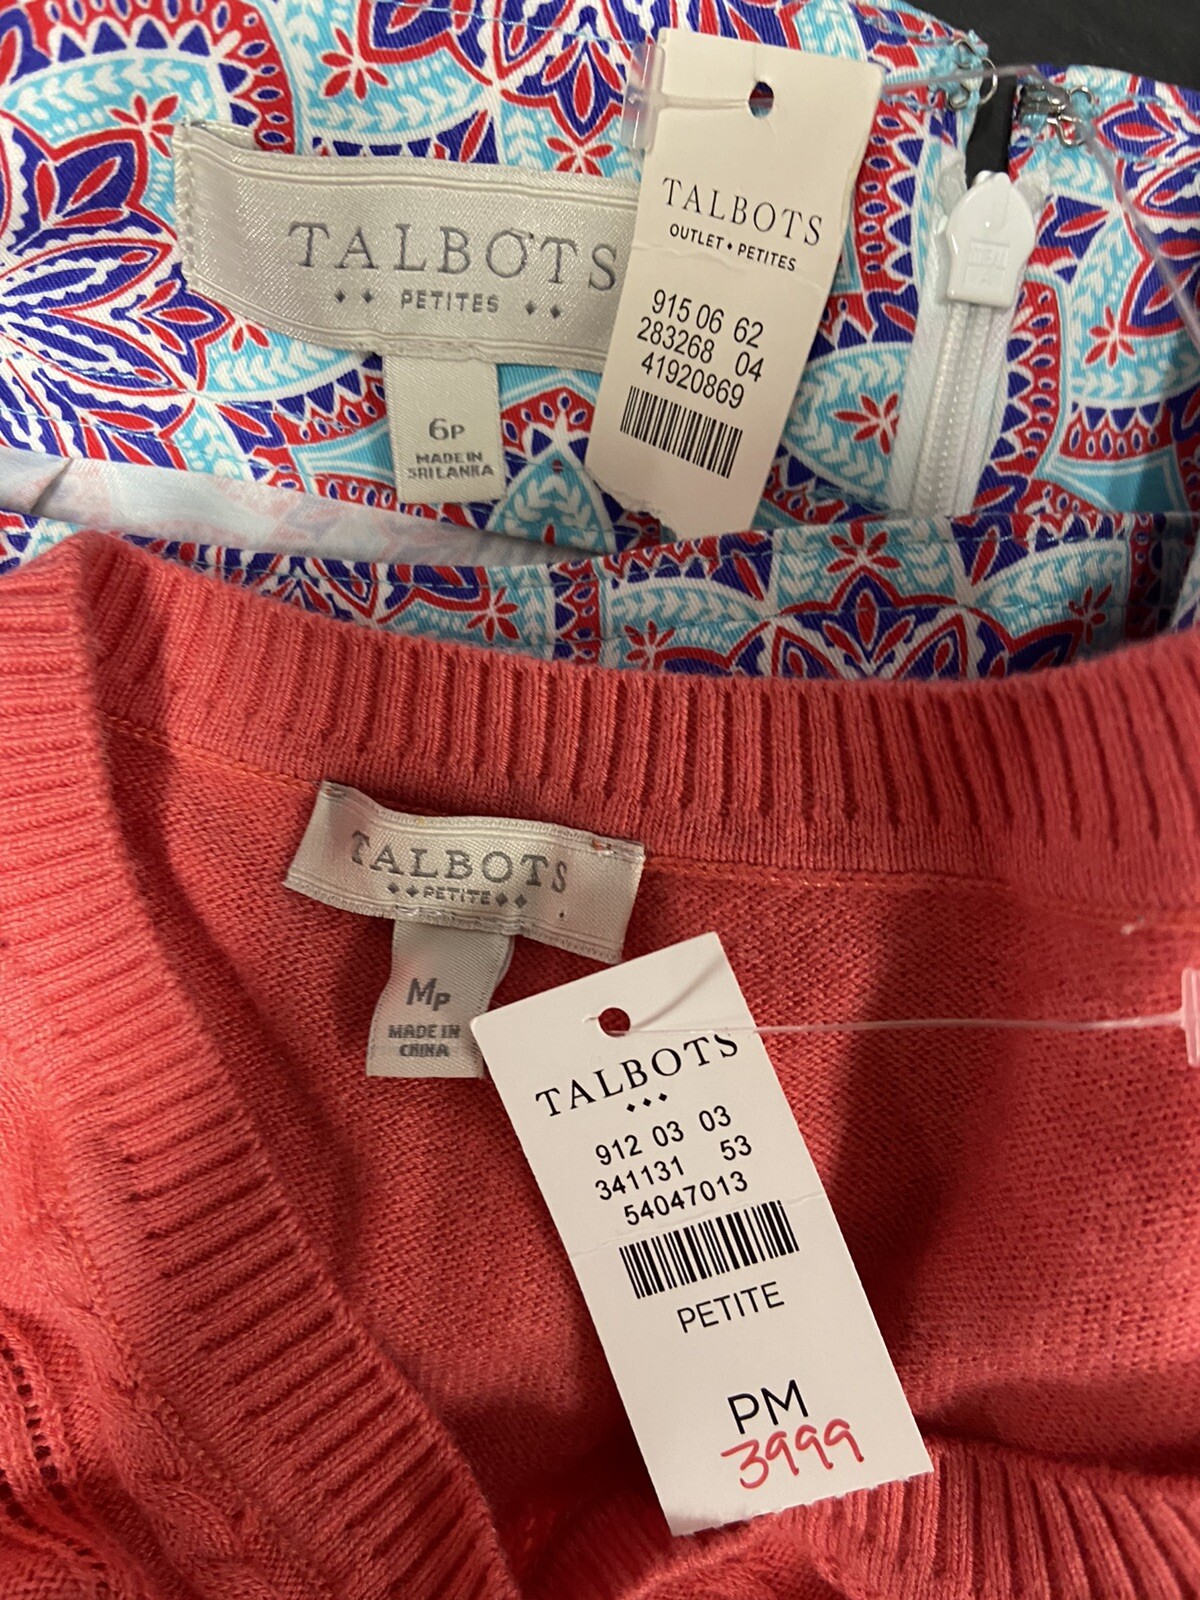 TALBOTS
♦ ♦ PETITES ♦ ♦
6P
MADE IN
SRI LANKA
TALBOTS
OUTLET ♦ PETITES
915 06 62
283268 04
41920869
TALBOTS
♦♦PETITE♦♦
MP
MADE IN
CHINA
TALBOTS
♦♦♦
912 03 03
341131 53
54047013
PETITE
PM
3999